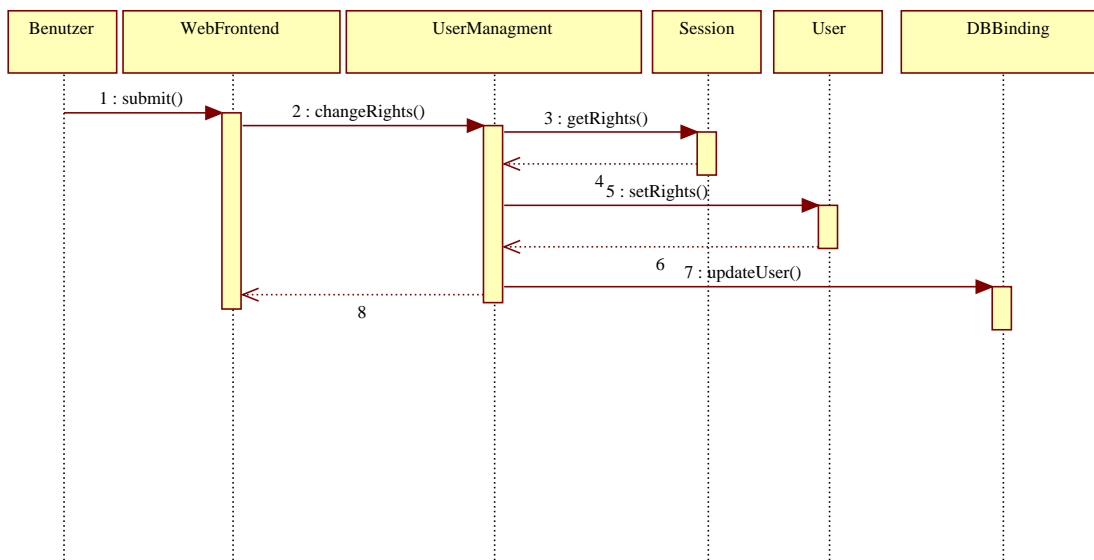 Benutzer
WebFrontend
UserManagment
Session
User
DBBinding
1 : submit()
2 : changeRights()
3 : getRights()
4
5 : setRights()
6
7 : updateUser()
8